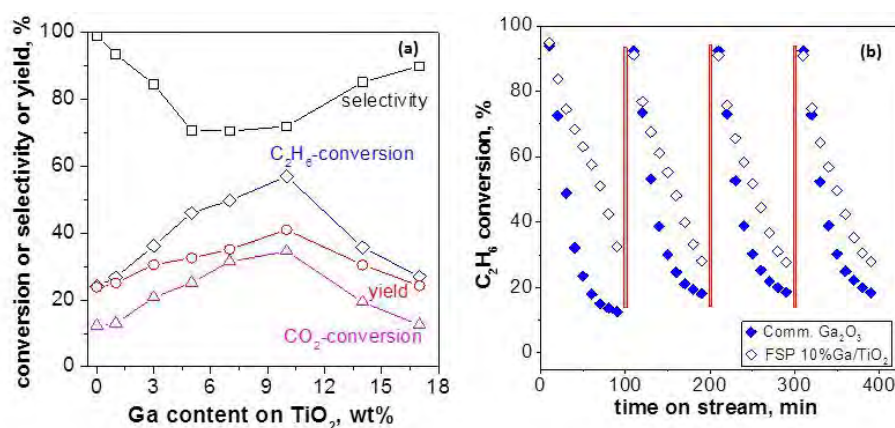 (a)
conversion or selectivity or yield, %
100
80
60
40
20
0
selectivity
C₂H₆-conversion
yield
CO₂-conversion
0 3 6 9 12 15 18
Ga content on TiO₂, wt%
(b)
C₂H₆ conversion, %
100
80
60
40
20
0
Comm. Ga₂O₃
FSP 10%Ga/TiO₂
0 100 200 300 400
time on stream, min